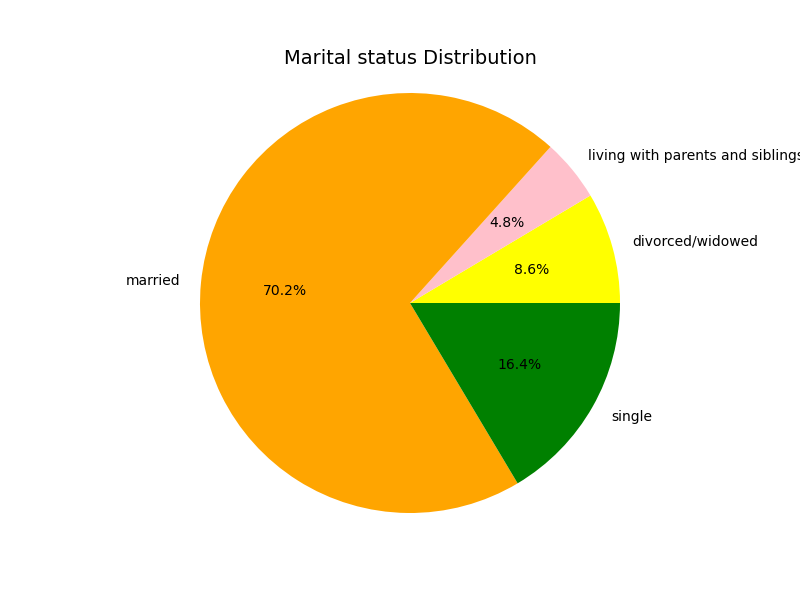 Marital status Distribution
living with parents and siblings
4.8%
divorced/widowed
8.6%
married
70.2%
16.4%
single